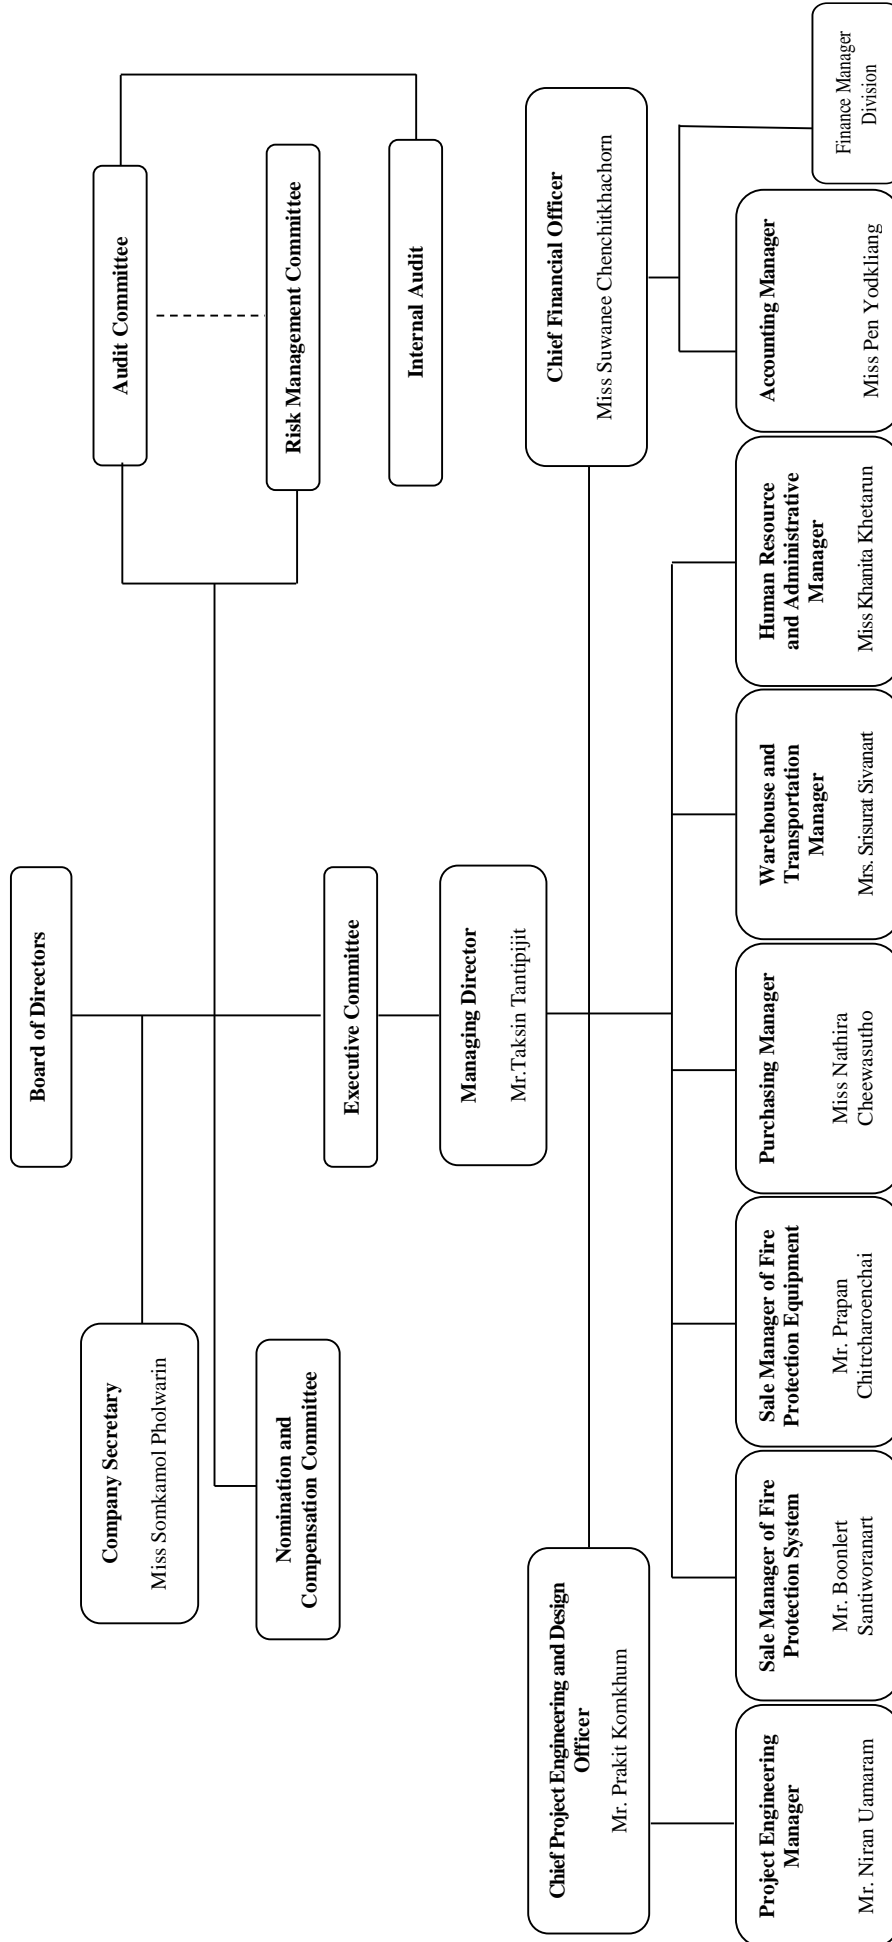 Board of Directors
Company Secretary
Miss Somkamol Pholwarin
Audit Committee
Nomination and
Compensation Committee
Risk Management Committee
Executive Committee
Internal Audit
Managing Director
Mr.Taksin Tantipijit
Chief Project Engineering and Design
Officer
Mr. Prakit Komkhum
Chief Financial Officer
Miss Suwanee Chenchitkhachorn
Project Engineering
Manager
Mr. Niran Uamaram
Sale Manager of Fire
Protection System
Mr. Boonlert
Santiworanart
Sale Manager of Fire
Protection Equipment
Mr. Prapan
Chitrcharoenchai
Purchasing Manager
Miss Nathira
Cheewasutho
Warehouse and
Transportation
Manager
Mrs. Srisurat Sivanart
Human Resource
and Administrative
Manager
Miss Khanita Khetarun
Accounting Manager
Miss Pen Yodkliang
Finance Manager
Division